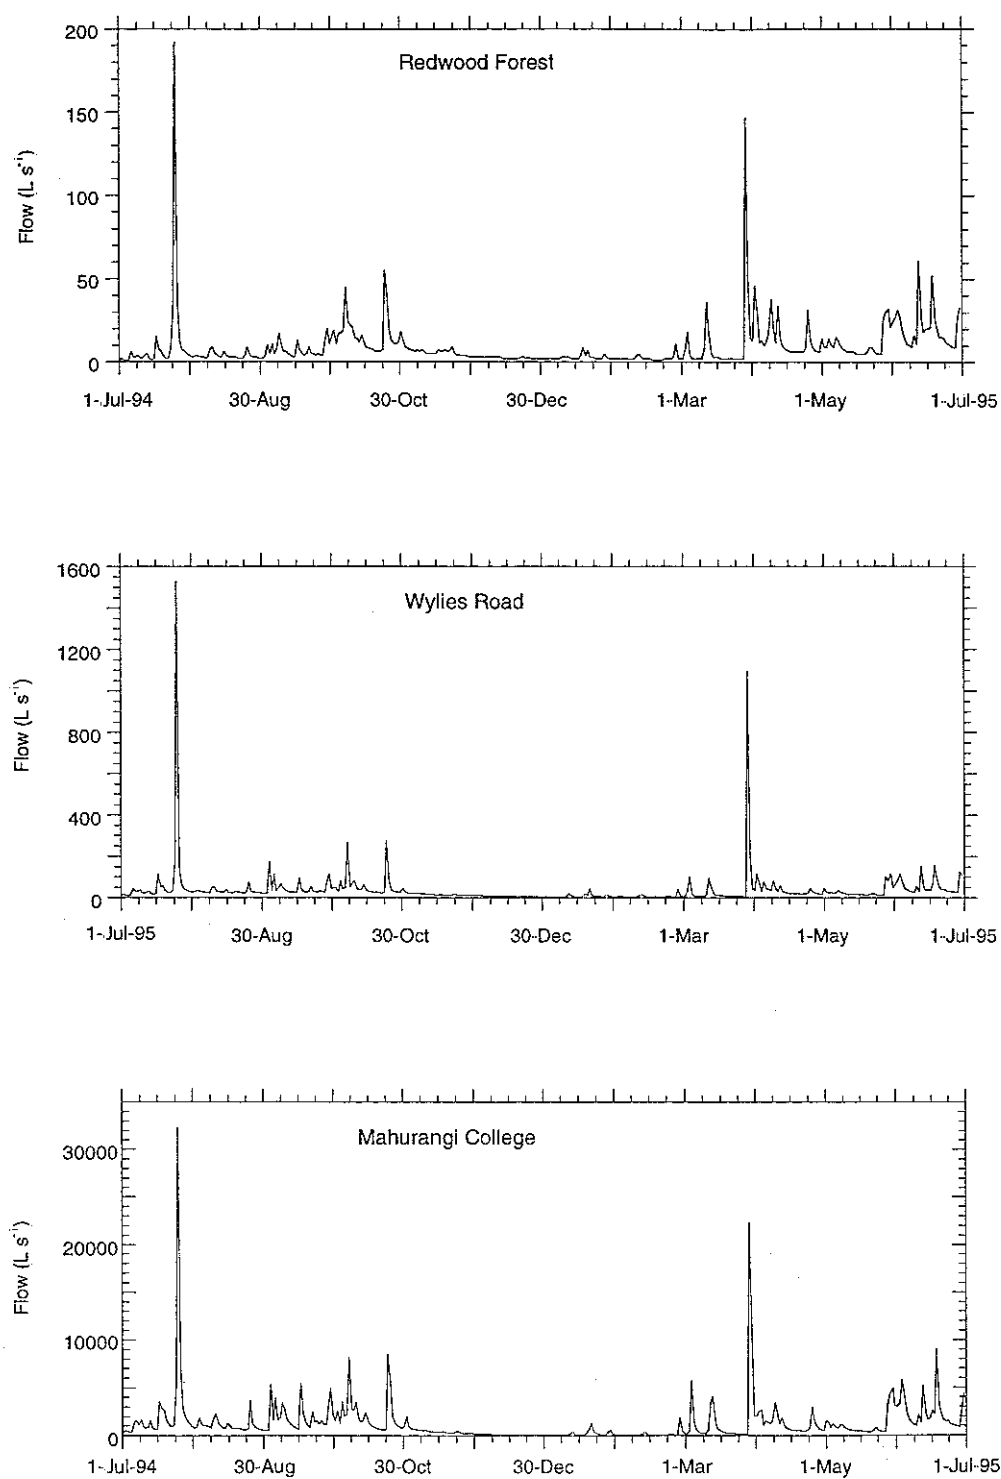 200
Redwood Forest
150
100
50
0
Flow (L s⁻¹)
1-Jul-94 30-Aug 30-Oct 30-Dec 1-Mar 1-May 1-Jul-95
1600
Wylies Road
1200
800
400
0
Flow (L s⁻¹)
1-Jul-95 30-Aug 30-Oct 30-Dec 1-Mar 1-May 1-Jul-95
Mahurangi College
30000
20000
10000
0
Flow (L s⁻¹)
1-Jul-94 30-Aug 30-Oct 30-Dec 1-Mar 1-May 1-Jul-95